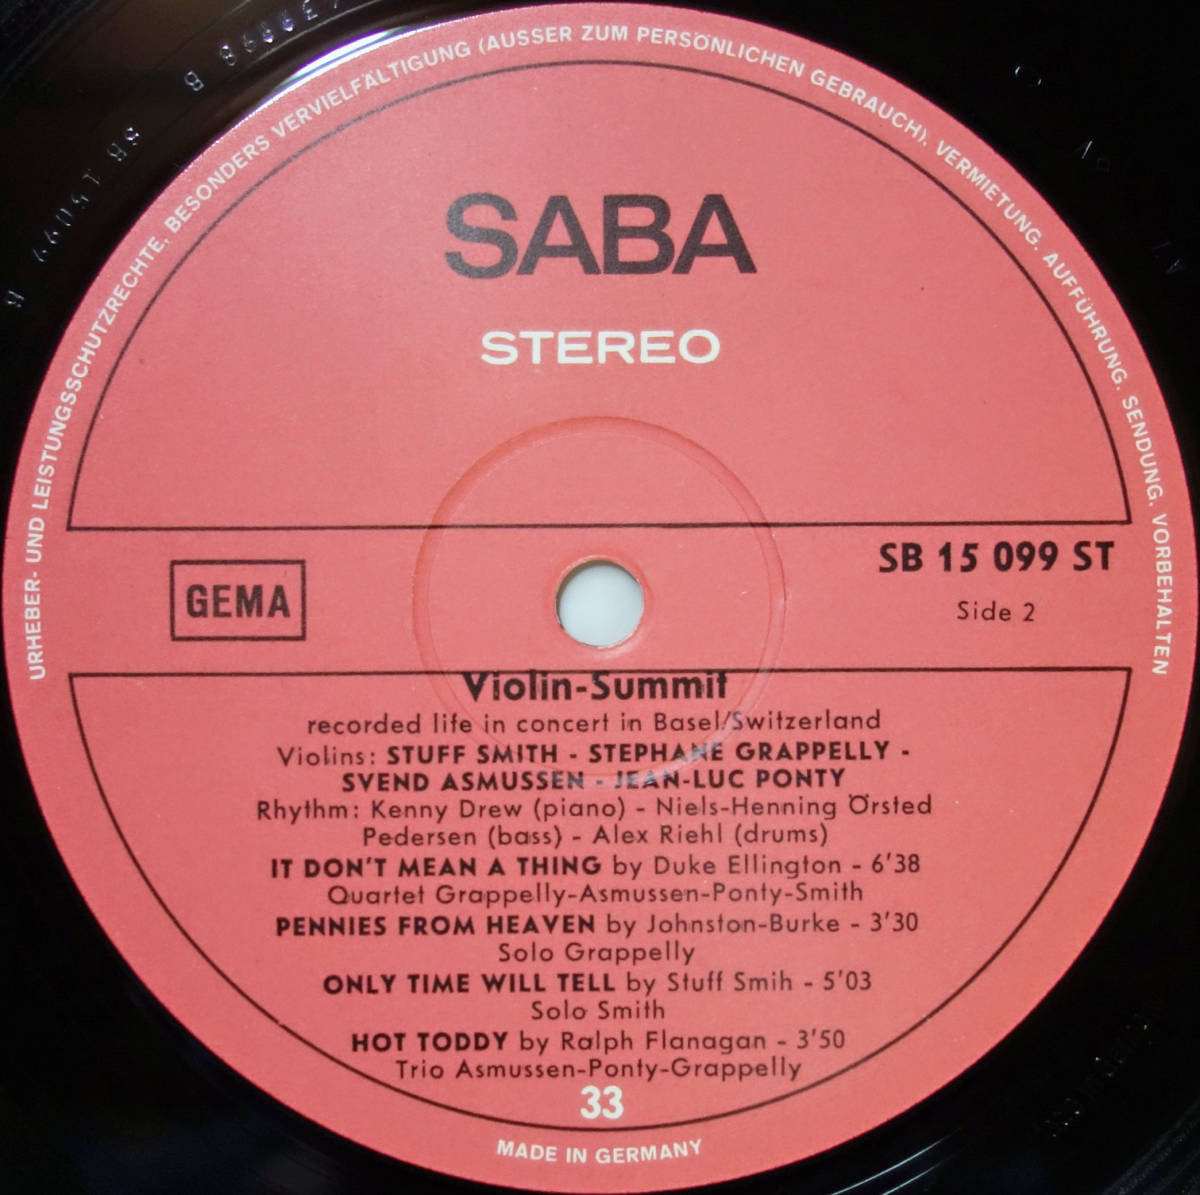 URHEBER- UND LEISTUNGSSCHUTZRECHTE, BESONDERS VERVIELFÄLTIGUNG (AUSSER ZUM PERSÖNLICHEN GEBRAUCH), VERMIETUNG, AUFFÜHRUNG, SENDUNG, VORBEHALTEN
SABA
STEREO
GEMA
SB 15 099 ST
Side 2
Violin-Summit
recorded life in concert in Basel/Switzerland
Violins: STUFF SMITH - STEPHANE GRAPPELLY -
SVEND ASMUSSEN - JEAN-LUC PONTY
Rhythm: Kenny Drew (piano) - Niels-Henning Örsted
Pedersen (bass) - Alex Riehl (drums)
IT DON'T MEAN A THING by Duke Ellington - 6'38
Quartet Grappelly-Asmussen-Ponty-Smith
PENNIES FROM HEAVEN by Johnston-Burke - 3'30
Solo Grappelly
ONLY TIME WILL TELL by Stuff Smih - 5'03
Solo Smith
HOT TODDY by Ralph Flanagan - 3'50
Trio Asmussen-Ponty-Grappelly
33
MADE IN GERMANY
SB 15099 B